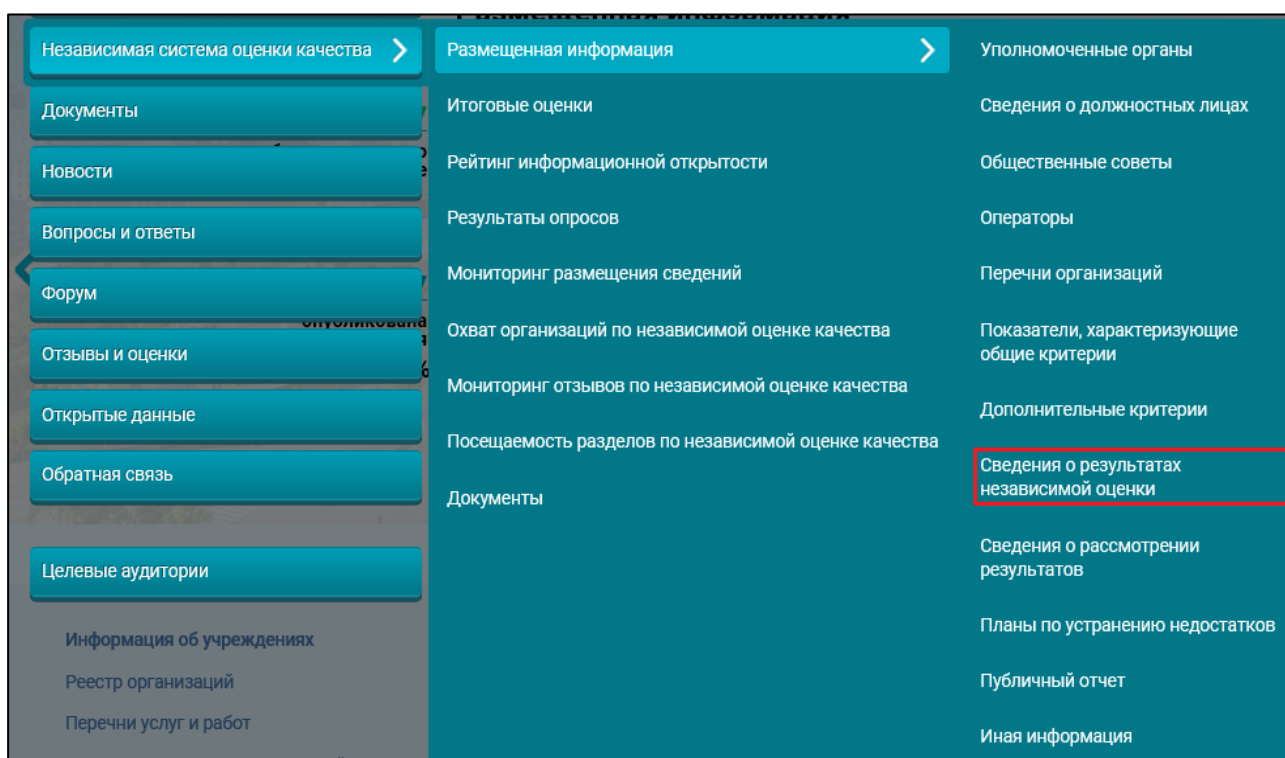 Независимая система оценки качества
Документы
Новости
Вопросы и ответы
Форум
Отзывы и оценки
Открытые данные
Обратная связь
Целевые аудитории
Информация об учреждениях
Реестр организаций
Перечни услуг и работ
Размещенная информация
Итоговые оценки
Рейтинг информационной открытости
Результаты опросов
Мониторинг размещения сведений
Охват организаций по независимой оценке качества
Мониторинг отзывов по независимой оценке качества
Посещаемость разделов по независимой оценке качества
Документы
Уполномоченные органы
Сведения о должностных лицах
Общественные советы
Операторы
Перечни организаций
Показатели, характеризующие
общие критерии
Дополнительные критерии
Сведения о результатах
независимой оценки
Сведения о рассмотрении
результатов
Планы по устранению недостатков
Публичный отчет
Иная информация